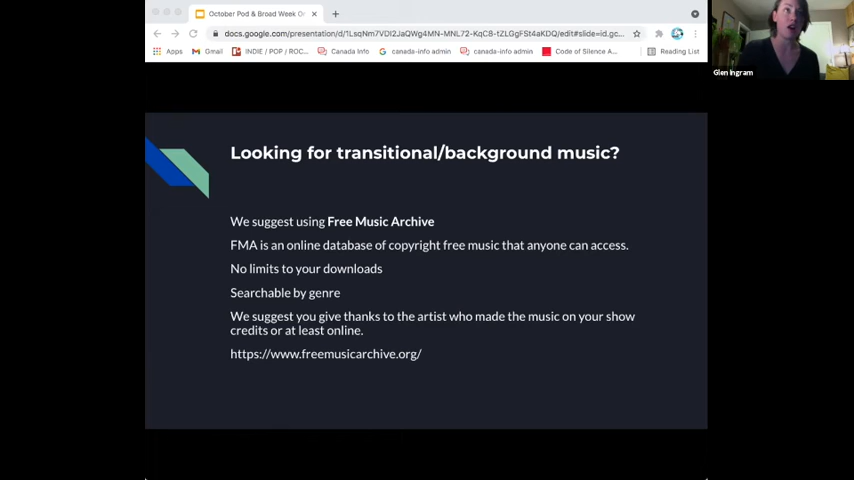 October Pod & Broad Week Or
docs.google.com/presentation/d/1LsqNm7VDI2JaQWg4MN-MNL72-KqC8-tZLGgFSt4aKDQ/edit#slide=id.gc...
Apps Gmail INDIE / POP / ROC... Canada Info canada-info admin canada-info admin Code of Silence A... Reading List
Glen Ingram
Looking for transitional/background music?
We suggest using Free Music Archive
FMA is an online database of copyright free music that anyone can access.
No limits to your downloads
Searchable by genre
We suggest you give thanks to the artist who made the music on your show
credits or at least online.
https://www.freemusicarchive.org/